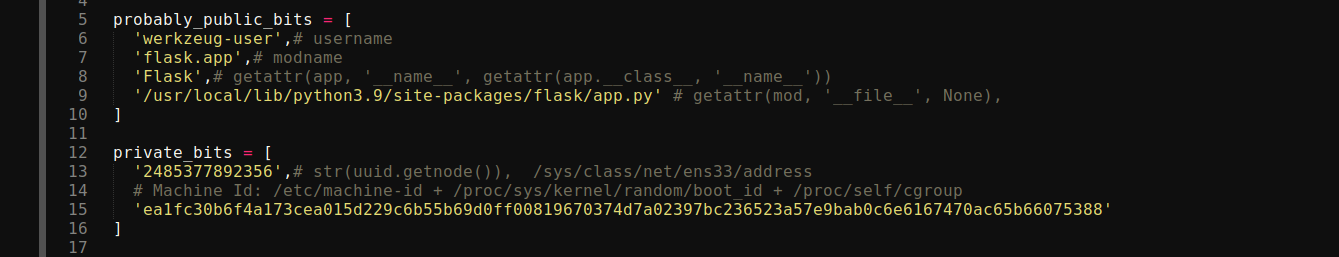 4
5 probably_public_bits = [
6 'werkzeug-user',# username
7 'flask.app',# modname
8 'Flask',# getattr(app, '__name__', getattr(app.__class__, '__name__'))
9 '/usr/local/lib/python3.9/site-packages/flask/app.py' # getattr(mod, '__file__', None),
10 ]
11
12 private_bits = [
13 '2485377892356',# str(uuid.getnode()),  /sys/class/net/ens33/address
14 # Machine Id: /etc/machine-id + /proc/sys/kernel/random/boot_id + /proc/self/cgroup
15 'ea1fc30b6f4a173cea015d229c6b55b69d0ff00819670374d7a02397bc236523a57e9bab0c6e6167470ac65b66075388'
16 ]
17